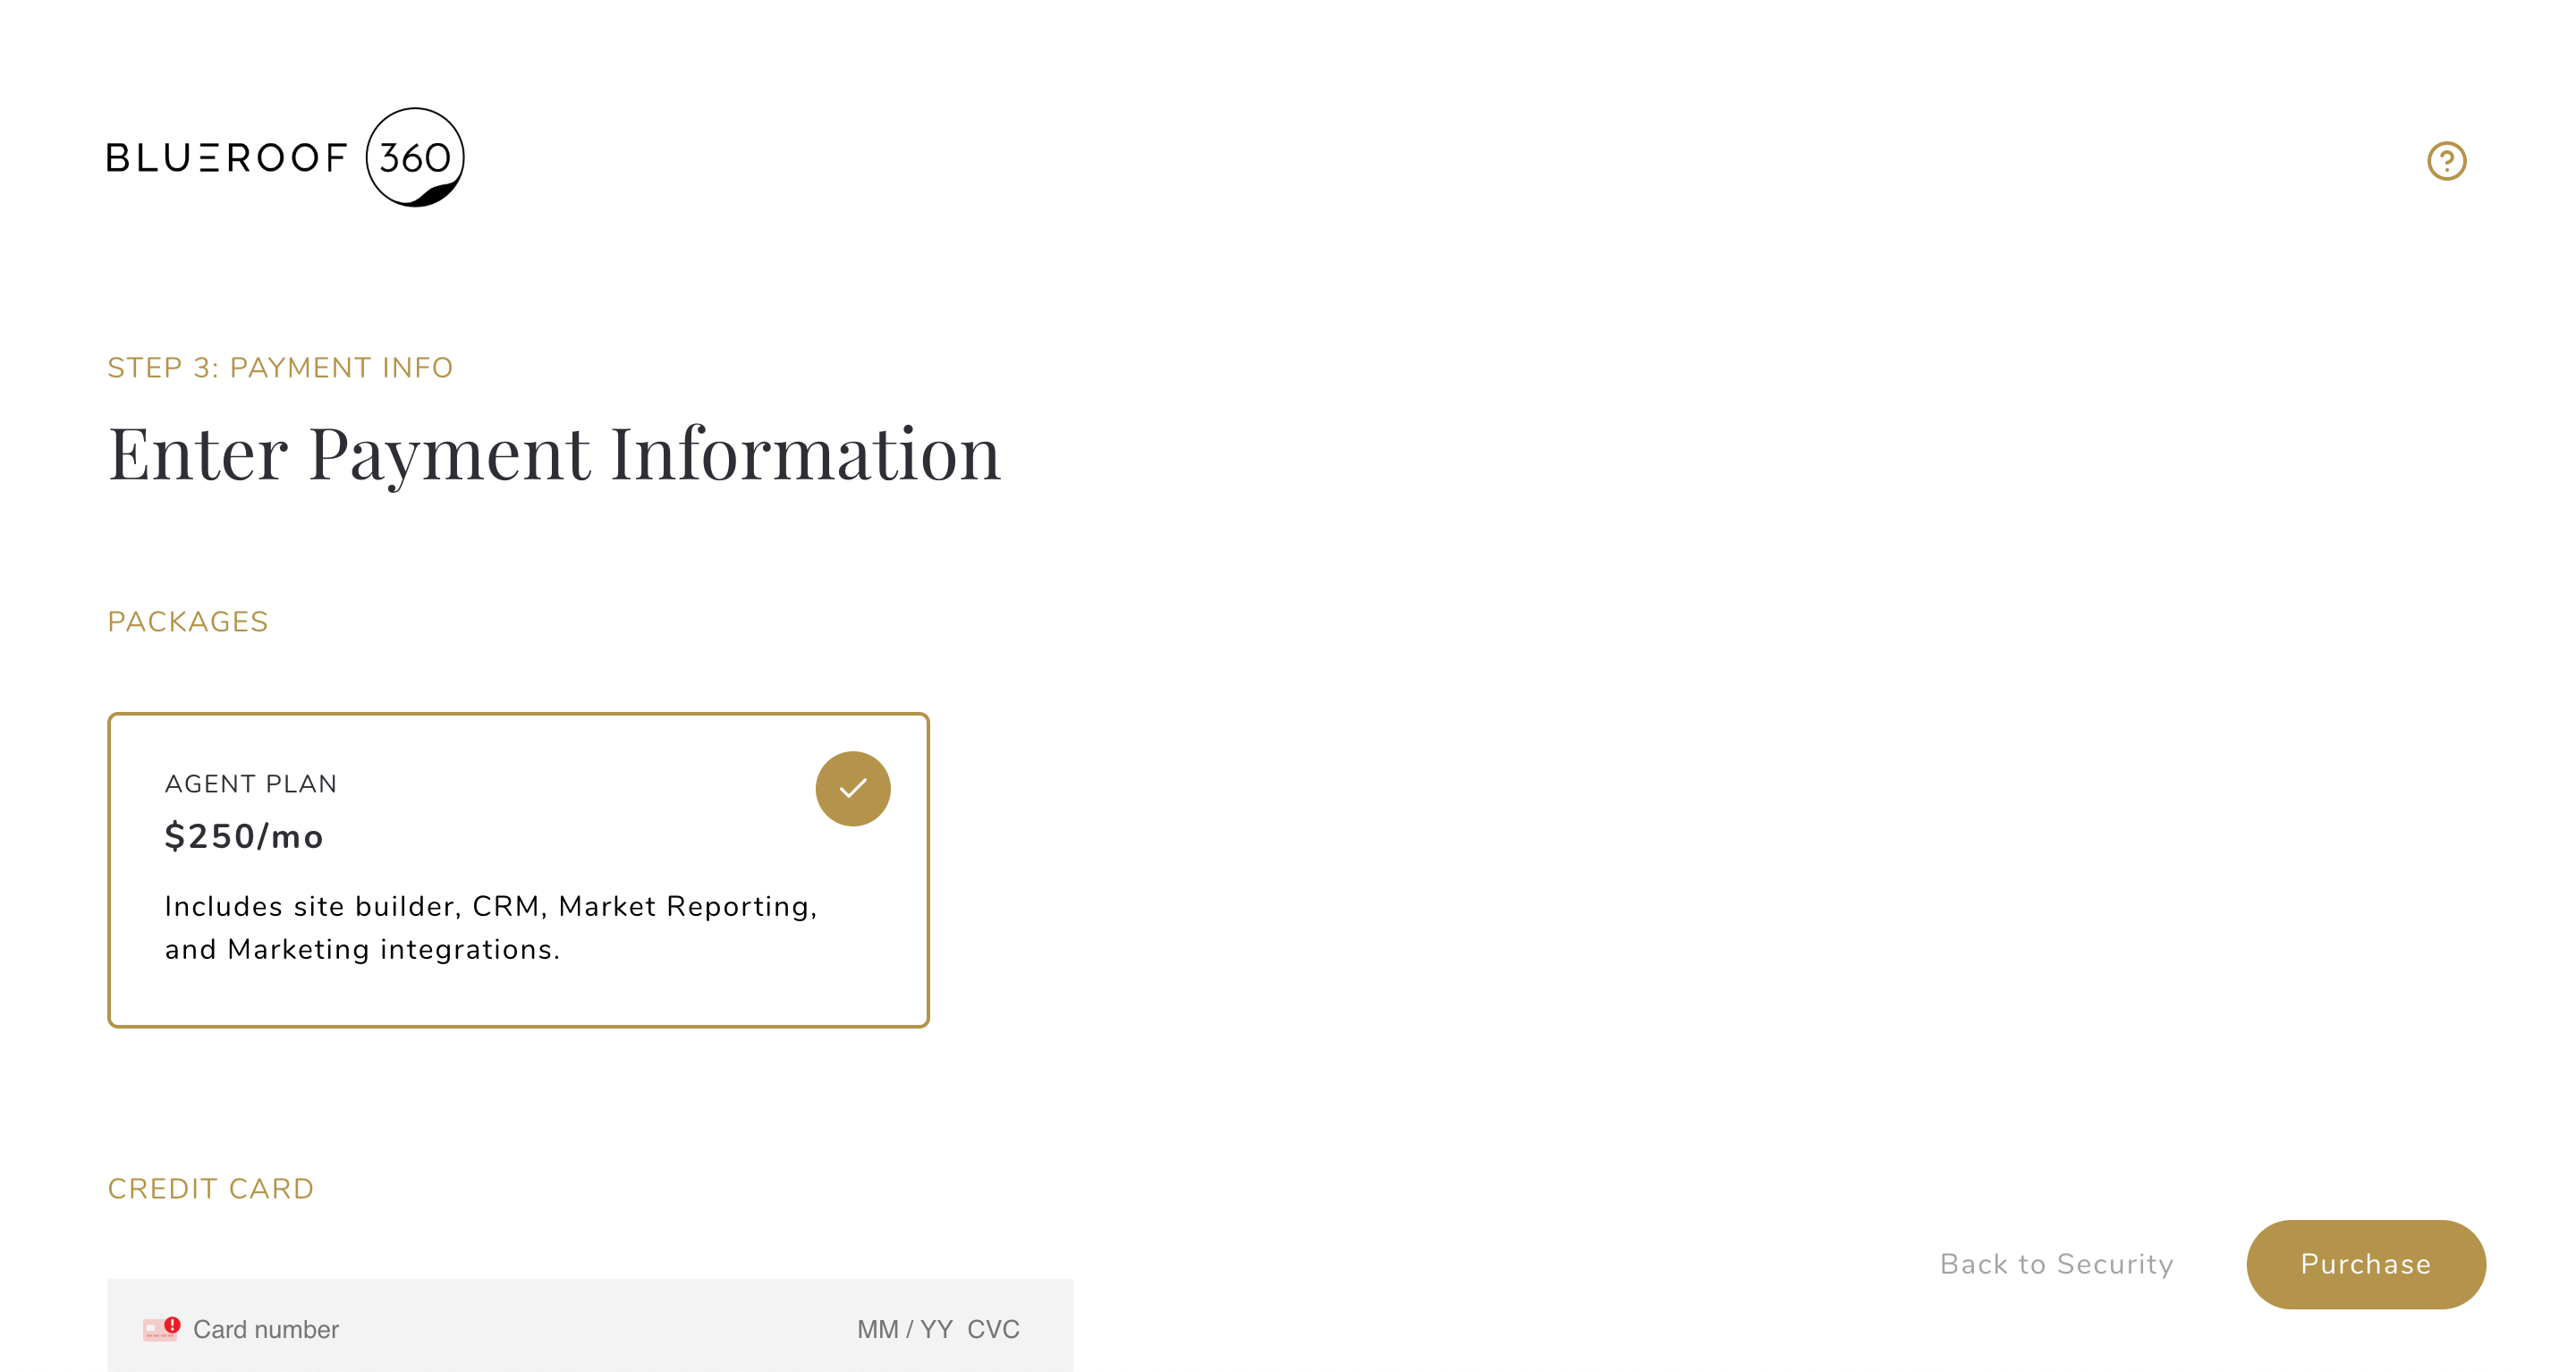 BLUEROOF 360
STEP 3: PAYMENT INFO
Enter Payment Information
PACKAGES
AGENT PLAN
$250/mo
Includes site builder, CRM, Market Reporting,
and Marketing integrations.
CREDIT CARD
Card number MM / YY CVC
Back to Security
Purchase